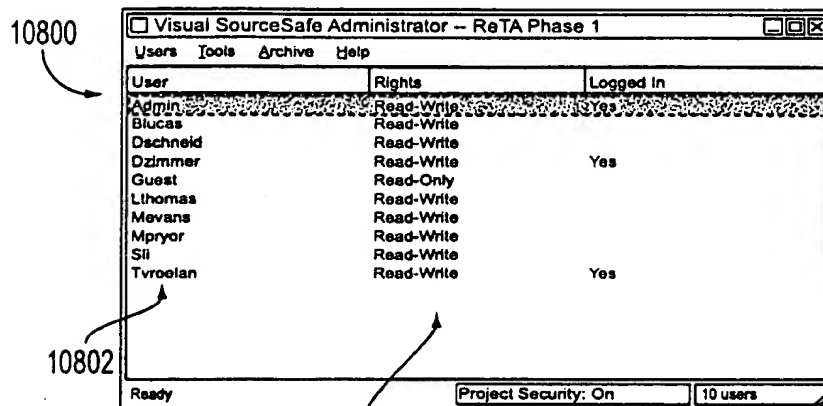 10800
Visual SourceSafe Administrator – ReTA Phase 1
Users Tools Archive Help
User Rights Logged In
Admin Read-Write Yes
Blucas Read-Write
Dschneid Read-Write
Dzimmer Read-Write Yes
Guest Read-Only
Lthomas Read-Write
Mevans Read-Write
Mpryor Read-Write
Sli Read-Write
Tvroelan Read-Write Yes
10802
Ready Project Security: On 10 users